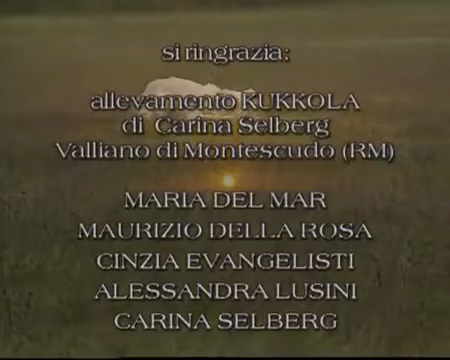 si ringrazia:
allevamento KUKKOLA
di Carina Selberg
Valliano di Montescudo (RM)
MARIA DEL MAR
MAURIZIO DELLA ROSA
CINZIA EVANGELISTI
ALESSANDRA LUSINI
CARINA SELBERG